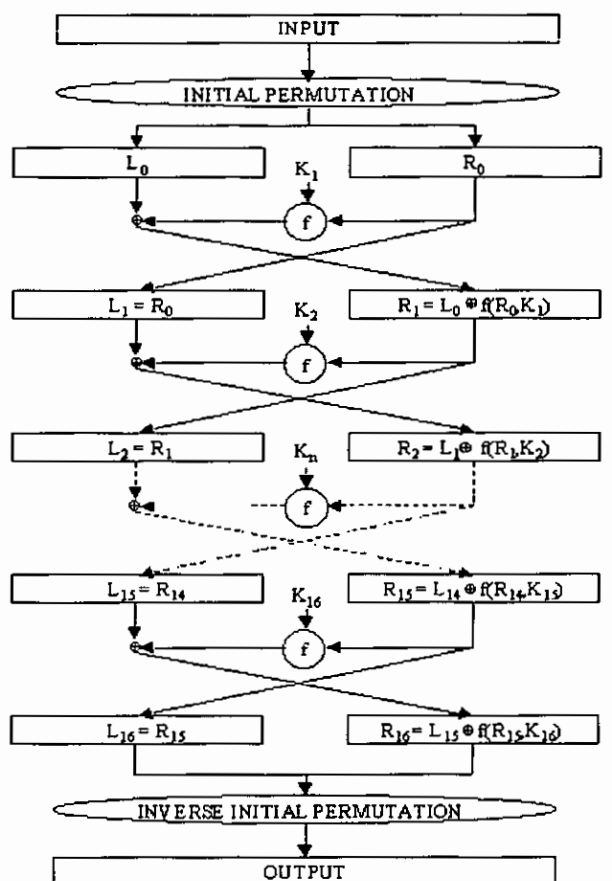 INPUT
INITIAL PERMUTATION
L₀ R₀
K₁
f
L₁ = R₀ R₁ = L₀ ⊕ f(R₀,K₁)
K₂
f
L₂ = R₁ R₂ = L₁ ⊕ f(R₁,K₂)
Kₙ
f
L₁₅ = R₁₄ R₁₅ = L₁₄ ⊕ f(R₁₄,K₁₅)
K₁₆
f
L₁₆ = R₁₅ R₁₆ = L₁₅ ⊕ f(R₁₅,K₁₆)
INVERSE INITIAL PERMUTATION
OUTPUT